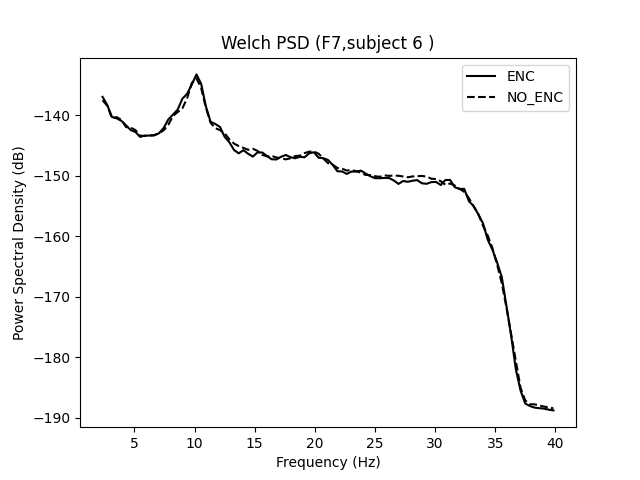 Welch PSD (F7,subject 6 )
ENC
NO_ENC
Power Spectral Density (dB)
−140
−150
−160
−170
−180
−190
5 10 15 20 25 30 35 40
Frequency (Hz)